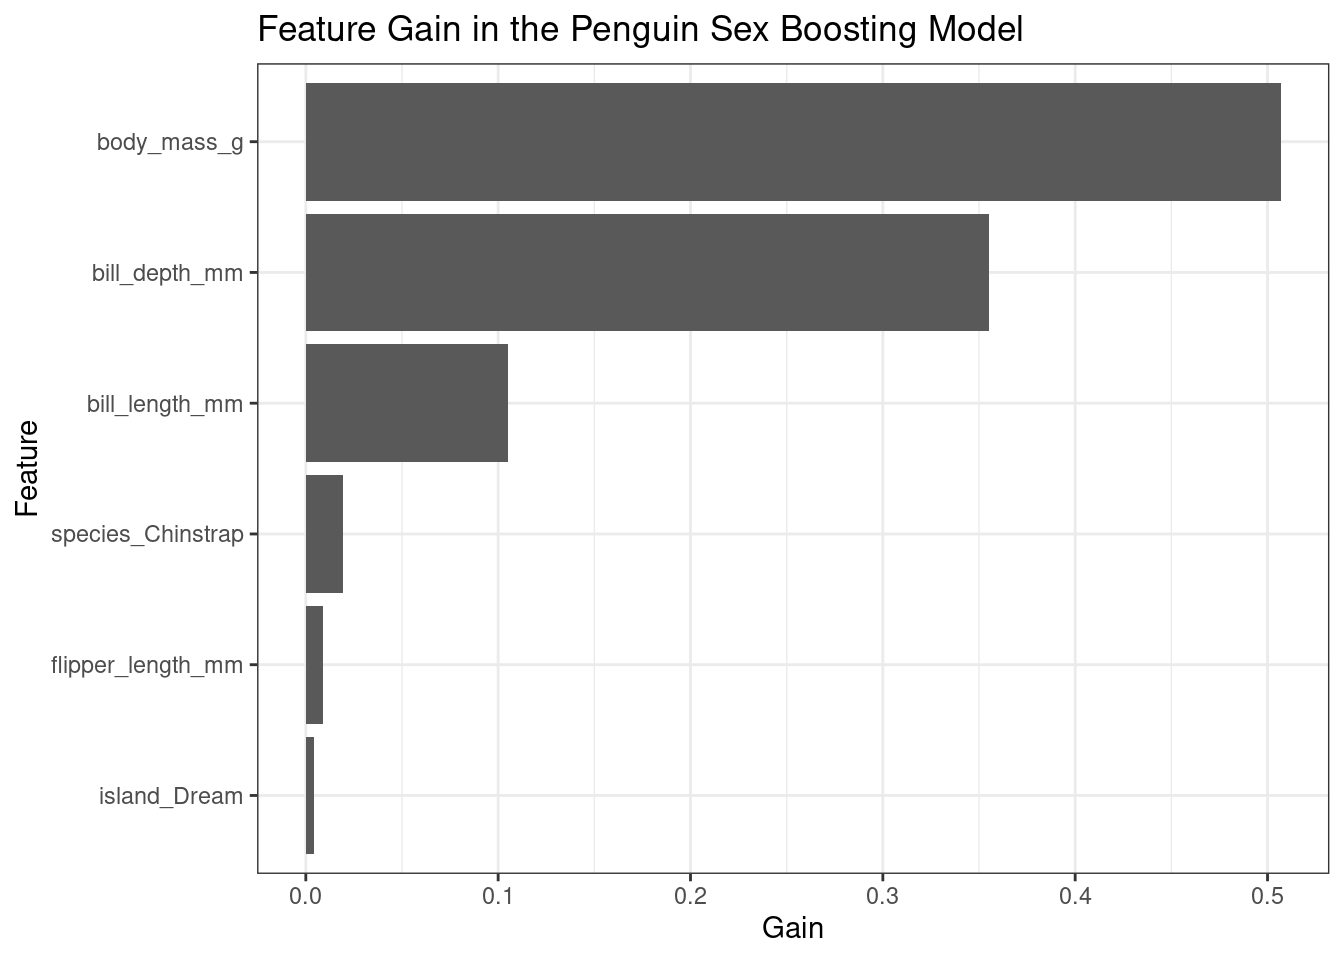 Feature Gain in the Penguin Sex Boosting Model
Feature
body_mass_g
bill_depth_mm
bill_length_mm
species_Chinstrap
flipper_length_mm
island_Dream
0.0 0.1 0.2 0.3 0.4 0.5
Gain